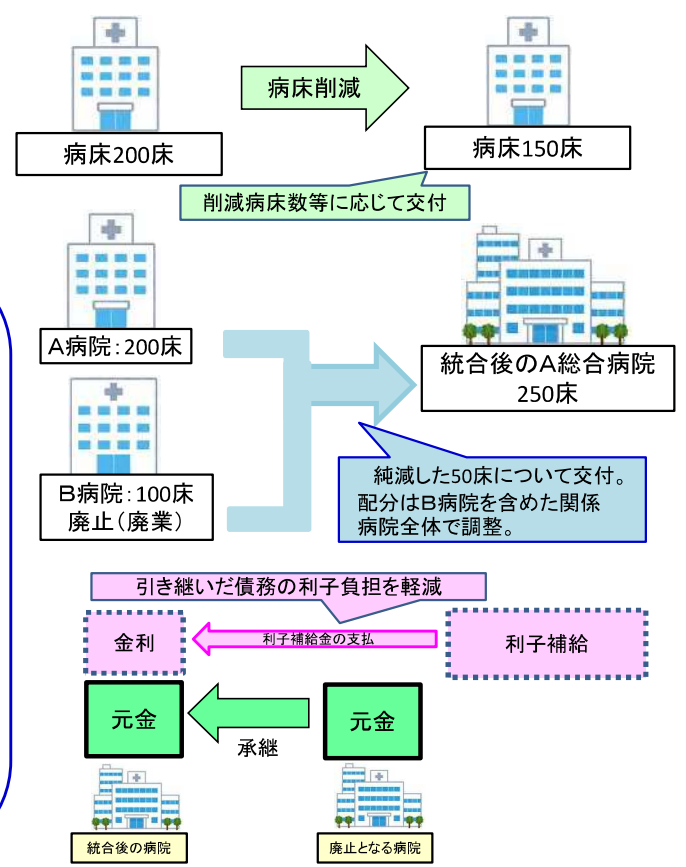 病床削減
病床200床
病床150床
削減病床数等に応じて交付
A病院：200床
統合後のA総合病院
250床
B病院：100床
廃止（廃業）
純減した50床について交付。
配分はB病院を含めた関係
病院全体で調整。
引き継いだ債務の利子負担を軽減
金利
利子補給金の支払
利子補給
元金
承継
元金
統合後の病院
廃止となる病院